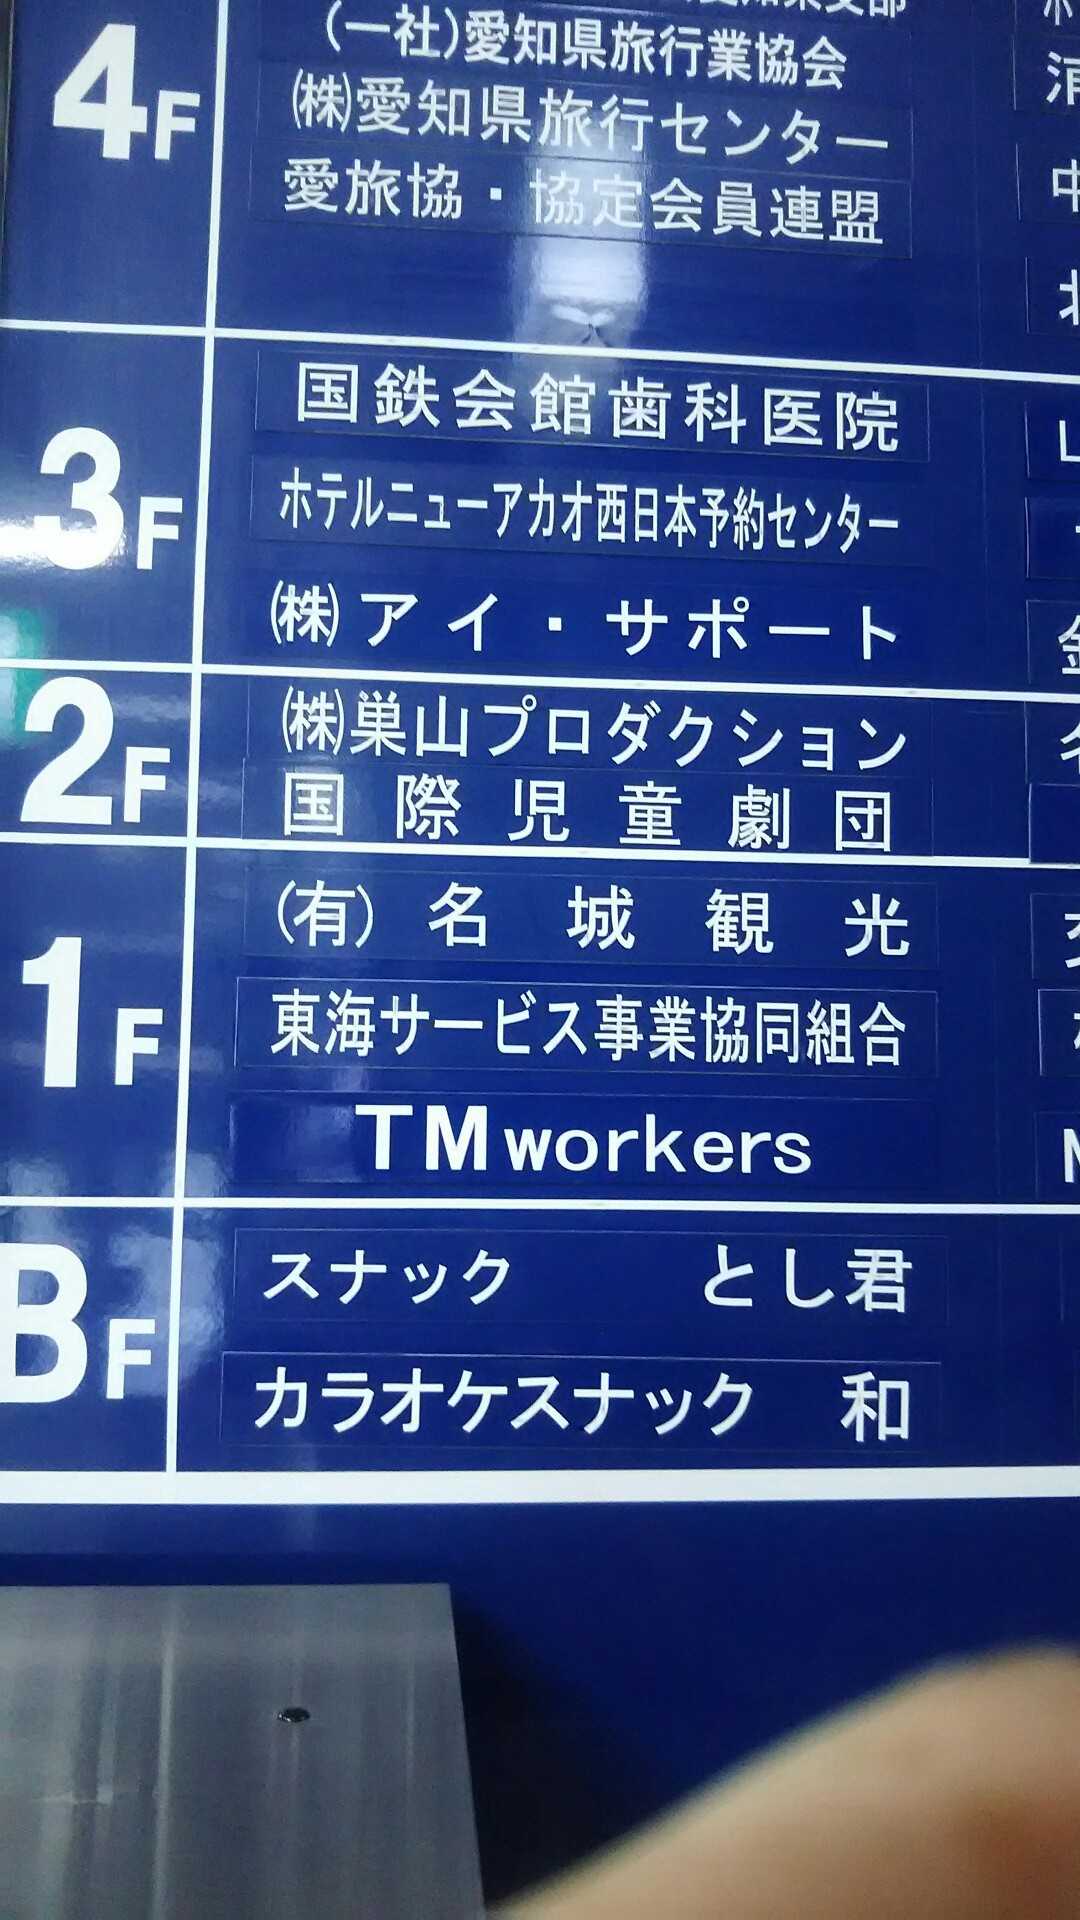 4F
(一社)愛知県旅行業協会
(株)愛知県旅行センター
愛旅協・協定会員連盟
3F
国鉄会館歯科医院
ホテルニューアカオ西日本予約センター
(株)アイ・サポート
2F
(株)巣山プロダクション
国際児童劇団
1F
(有)名城観光
東海サービス事業協同組合
TMworkers
BF
スナック とし君
カラオケスナック 和